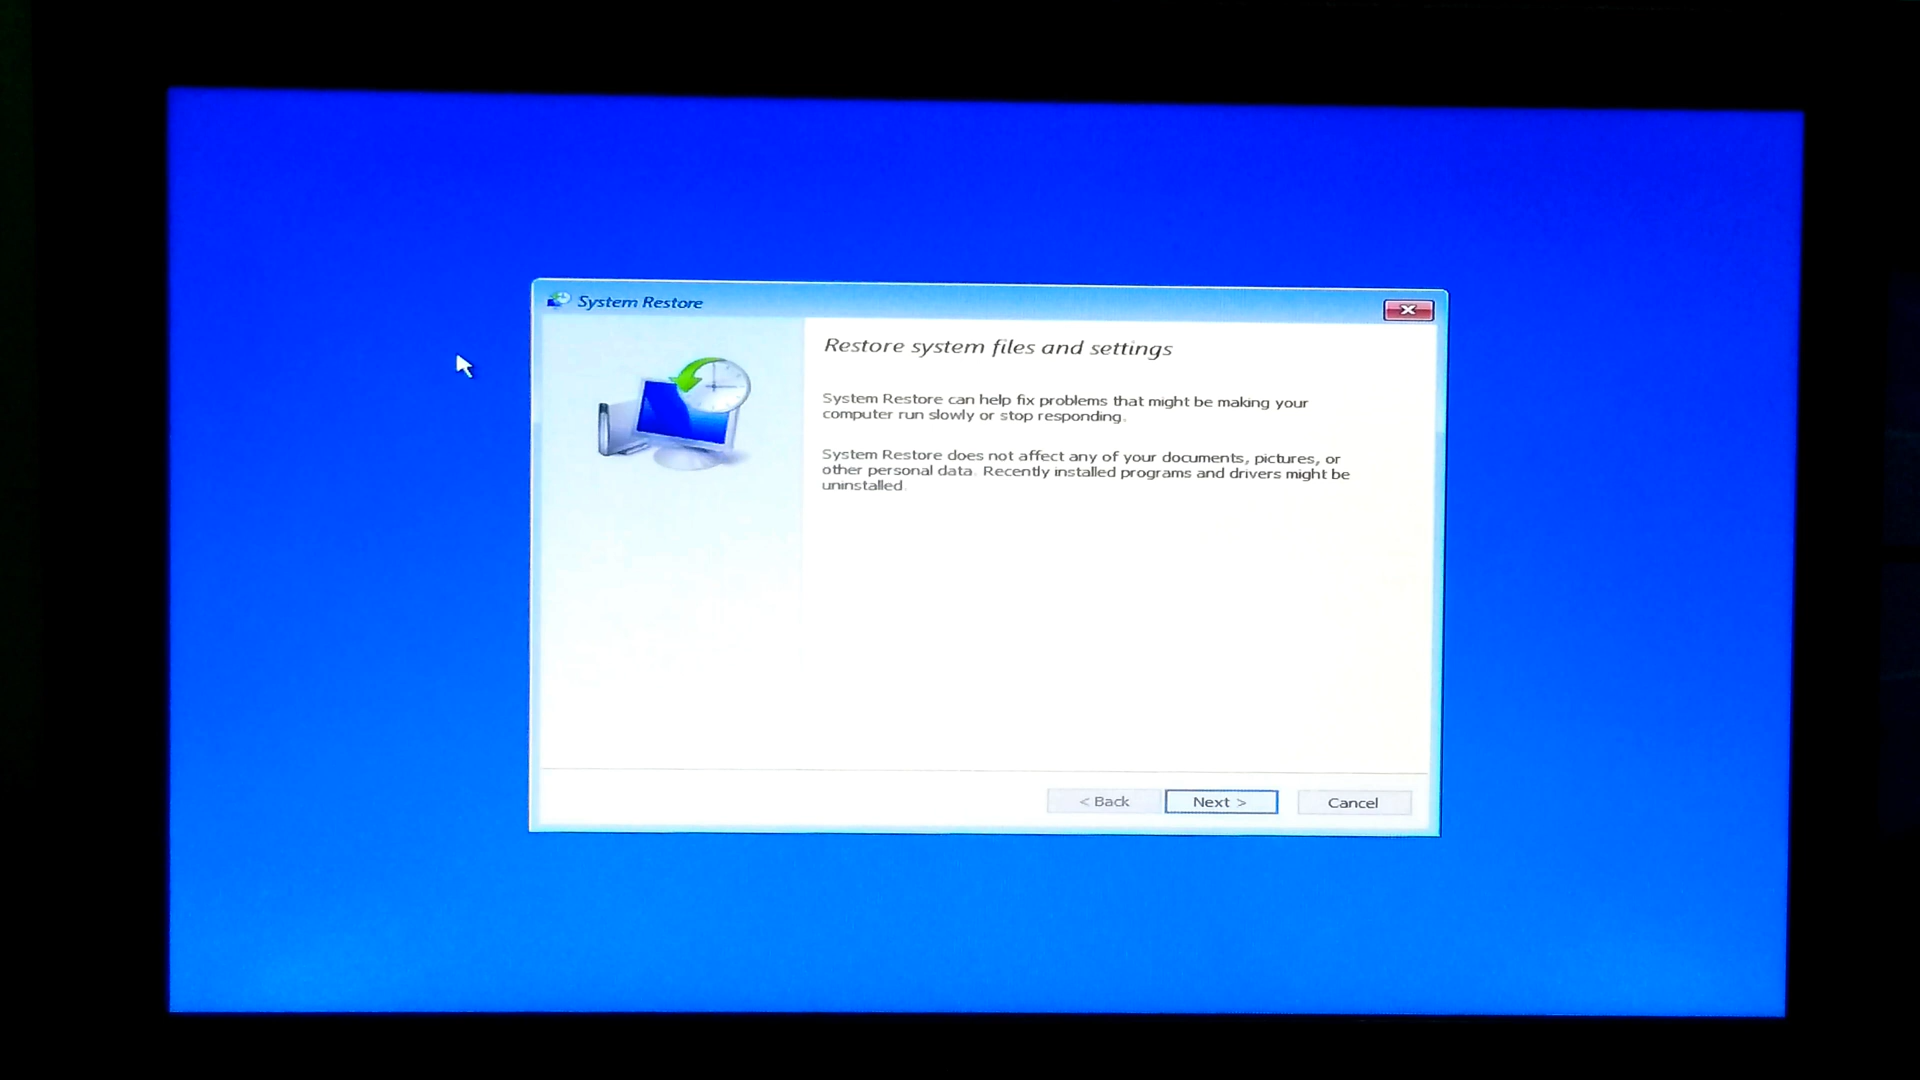 System Restore
Restore system files and settings
System Restore can help fix problems that might be making your
computer run slowly or stop responding.
System Restore does not affect any of your documents, pictures, or
other personal data. Recently installed programs and drivers might be
uninstalled.
< Back
Next >
Cancel